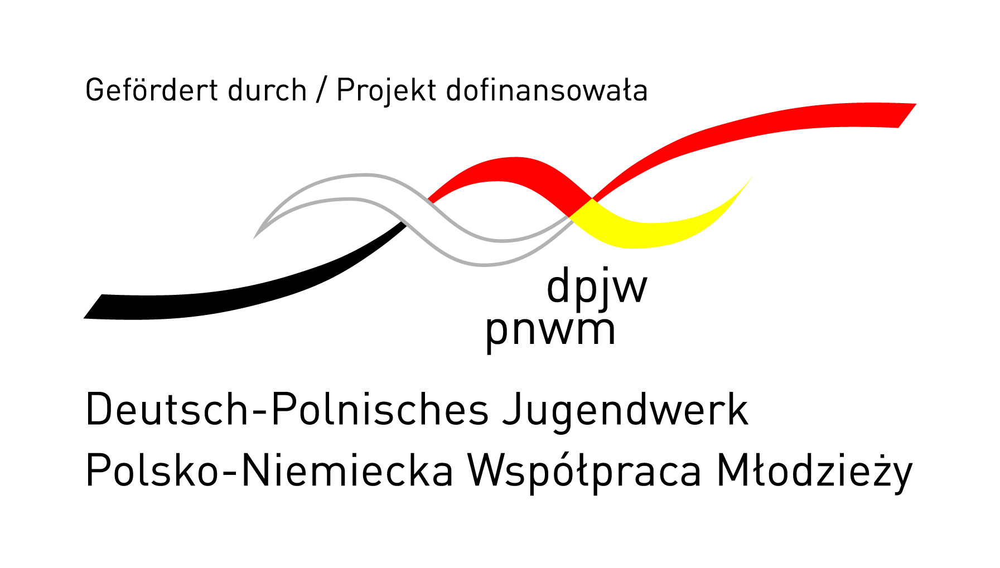 Gefördert durch / Projekt dofinansowała
dpjw
pnwm
Deutsch-Polnisches Jugendwerk
Polsko-Niemiecka Współpraca Młodzieży